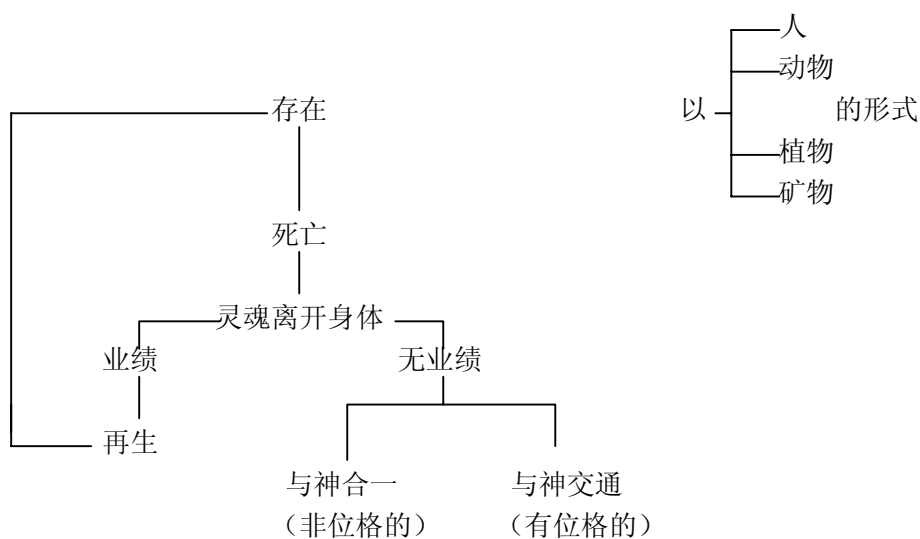 人
动物
存在
以
的形式
植物
矿物
死亡
灵魂离开身体
业绩
无业绩
再生
与神合一
与神交通
（非位格的）
（有位格的）